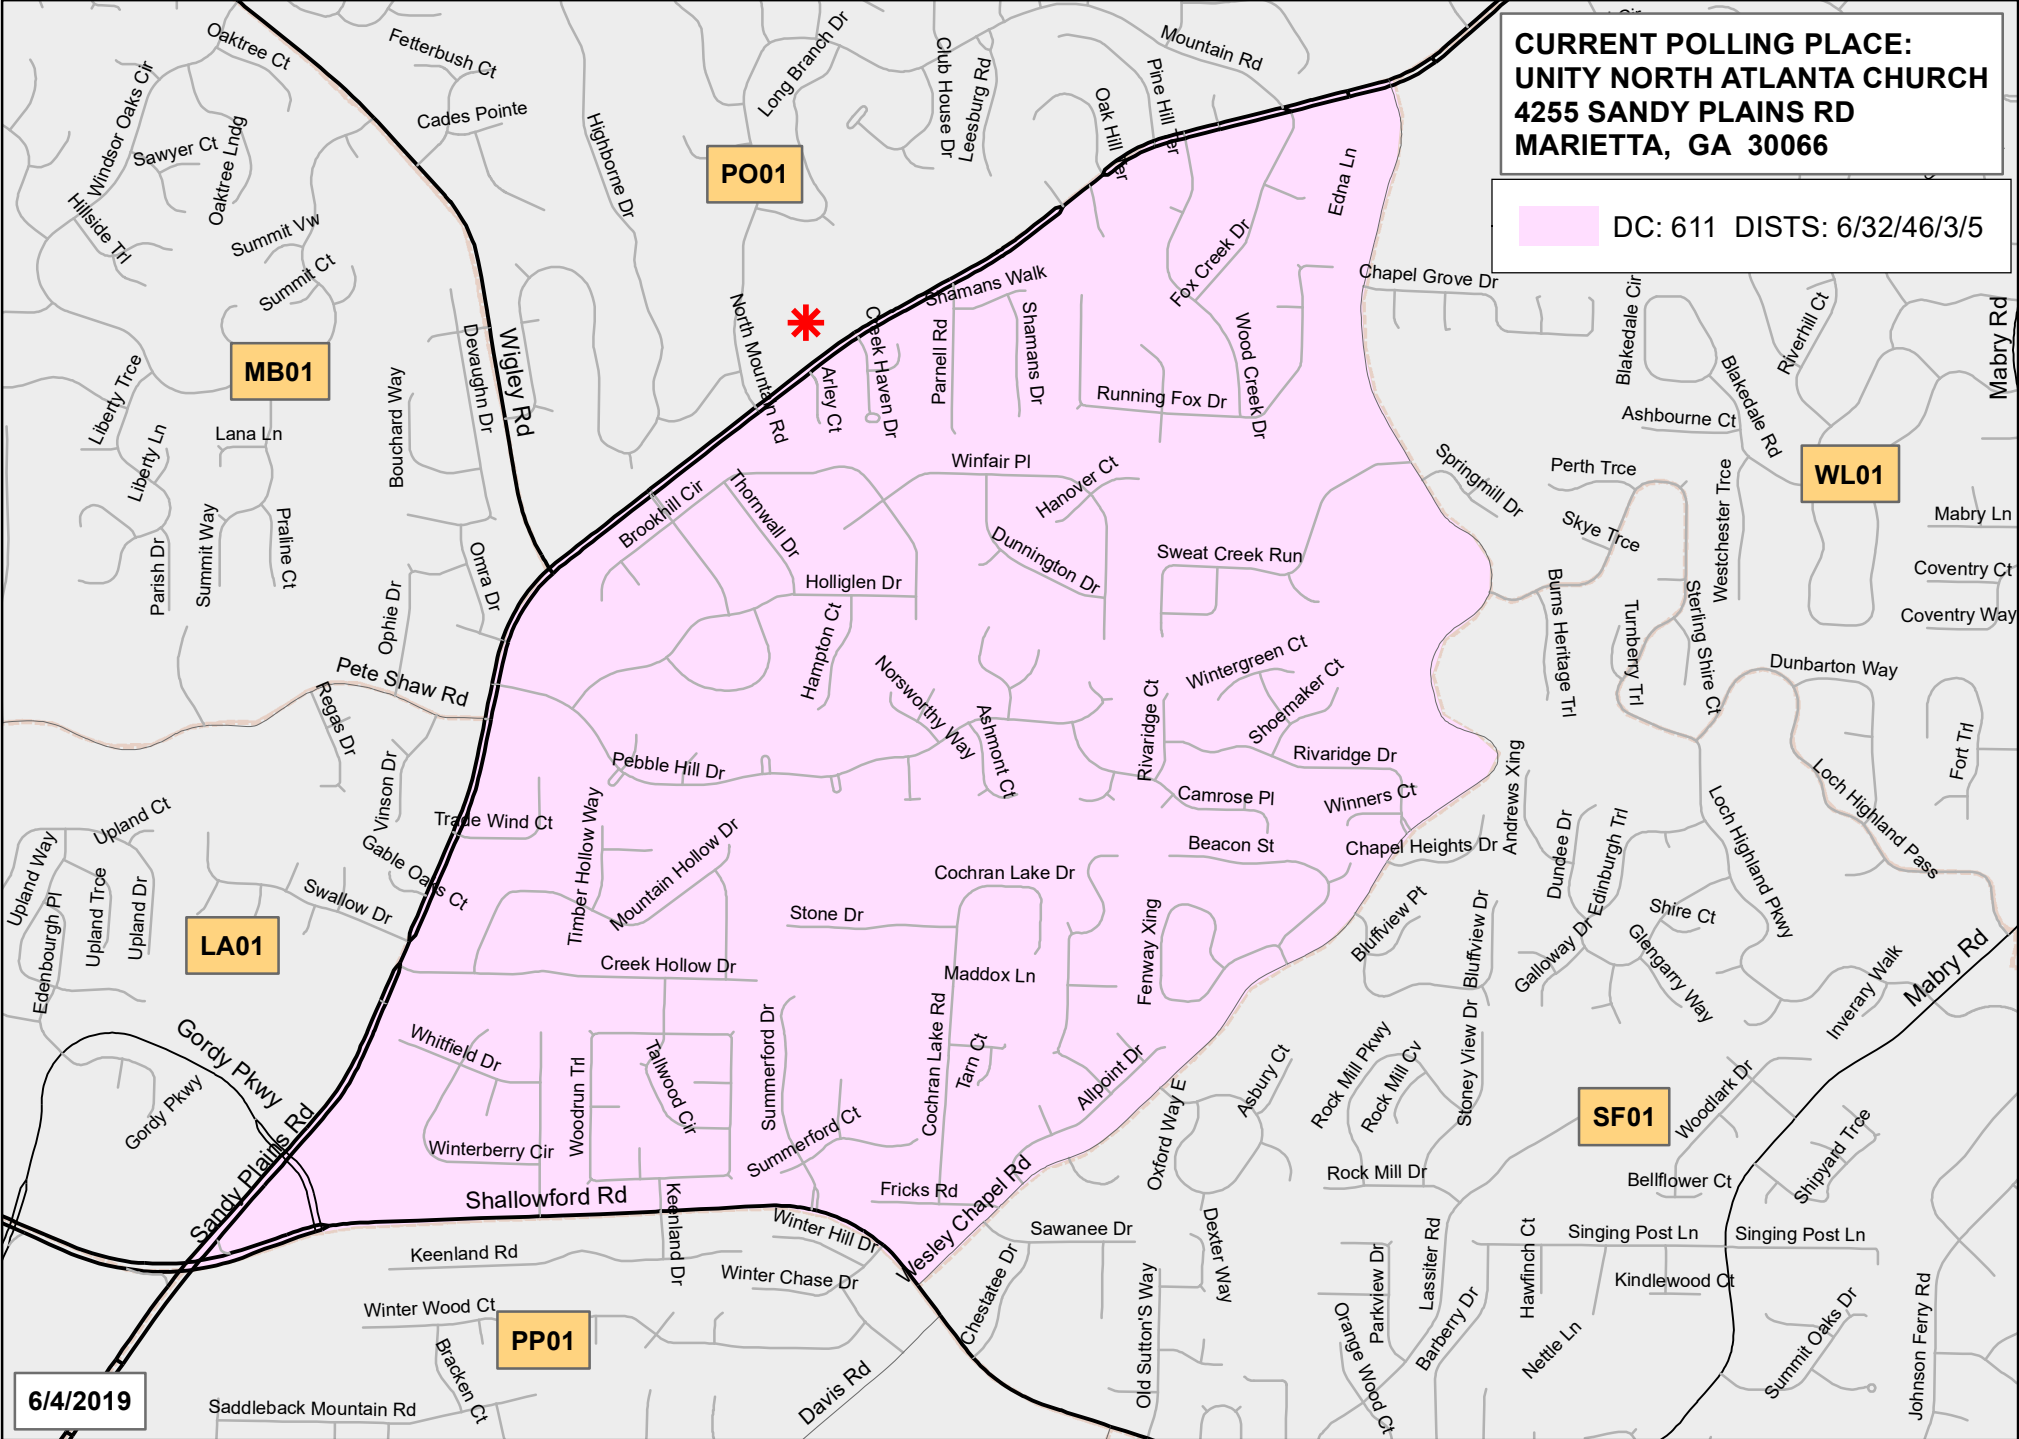 CURRENT POLLING PLACE:
UNITY NORTH ATLANTA CHURCH
4255 SANDY PLAINS RD
MARIETTA, GA 30066
DC: 611 DISTS: 6/32/46/3/5
Oaktree Ct
Fetterbush Ct
Long Branch Dr
Club House Dr
Leesburg Rd
Mountain Rd
Pine Hill Ter
Oak Hill Ter
Windsor Oaks Cir
Sawyer Ct
Oaktree Lndg
Cades Pointe
Highborne Dr
PO01
Edna Ln
Hillside Trl
Summit Vw
Summit Ct
Fox Creek Dr
Chapel Grove Dr
Shamans Walk
North Mountain Rd
Creek Haven Dr
Parnell Rd
Shamans Dr
Wood Creek Dr
Blakedale Cir
Riverhill Ct
Mabry Rd
Devaughn Dr
Wigley Rd
MB01
Liberty Trce
Bouchard Way
Arley Ct
Running Fox Dr
Blakedale Rd
Ashbourne Ct
Lana Ln
Liberty Ln
Winfair Pl
Hanover Ct
Springmill Dr
Perth Trce
Westchester Trce
WL01
Brookhill Cir
Thornwall Dr
Summit Way
Praline Ct
Parish Dr
Omra Dr
Ophie Dr
Dunnington Dr
Sweat Creek Run
Skye Trce
Mabry Ln
Coventry Ct
Coventry Way
Holliglen Dr
Hampton Ct
Burns Heritage Trl
Turnberry Trl
Sterling Shire Ct
Pete Shaw Rd
Regas Dr
Norsworthy Way
Ashmont Ct
Wintergreen Ct
Shoemaker Ct
Rivaridge Ct
Dunbarton Way
Fort Trl
Vinson Dr
Pebble Hill Dr
Rivaridge Dr
Andrews Xing
Camrose Pl
Winners Ct
Loch Highland Pass
Loch Highland Pkwy
Upland Ct
Trade Wind Ct
Gable Oaks Ct
Timber Hollow Way
Mountain Hollow Dr
Beacon St
Chapel Heights Dr
Dundee Dr
Edinburgh Trl
Upland Way
Edenbourgh Pl
Upland Trce
Upland Dr
Swallow Dr
LA01
Cochran Lake Dr
Stone Dr
Fenway Xing
Bluffview Pt
Bluffview Dr
Galloway Dr
Shire Ct
Glengarry Way
Inverary Walk
Mabry Rd
Creek Hollow Dr
Maddox Ln
Gordy Pkwy
Gordy Pkwy
Whitfield Dr
Woodrun Trl
Tallwood Cir
Summerford Dr
Cochran Lake Rd
Tarn Ct
Allpoint Dr
Oxford Way E
Asbury Ct
Rock Mill Pkwy
Rock Mill Cv
Stoney View Dr
SF01
Woodlark Dr
Shipyard Trce
Sandy Plains Rd
Winterberry Cir
Summerford Ct
Rock Mill Dr
Bellflower Ct
Shallowford Rd
Keenland Dr
Fricks Rd
Wesley Chapel Rd
Winter Hill Dr
Sawanee Dr
Dexter Way
Keenland Rd
Winter Chase Dr
Chestatee Dr
Old Sutton'S Way
Parkview Dr
Lassiter Rd
Hawfinch Ct
Singing Post Ln
Singing Post Ln
Kindlewood Ct
Winter Wood Ct
PP01
Bracken Ct
Orange Wood Ct
Barberry Dr
Nettle Ln
Summit Oaks Dr
Johnson Ferry Rd
Davis Rd
Saddleback Mountain Rd
6/4/2019